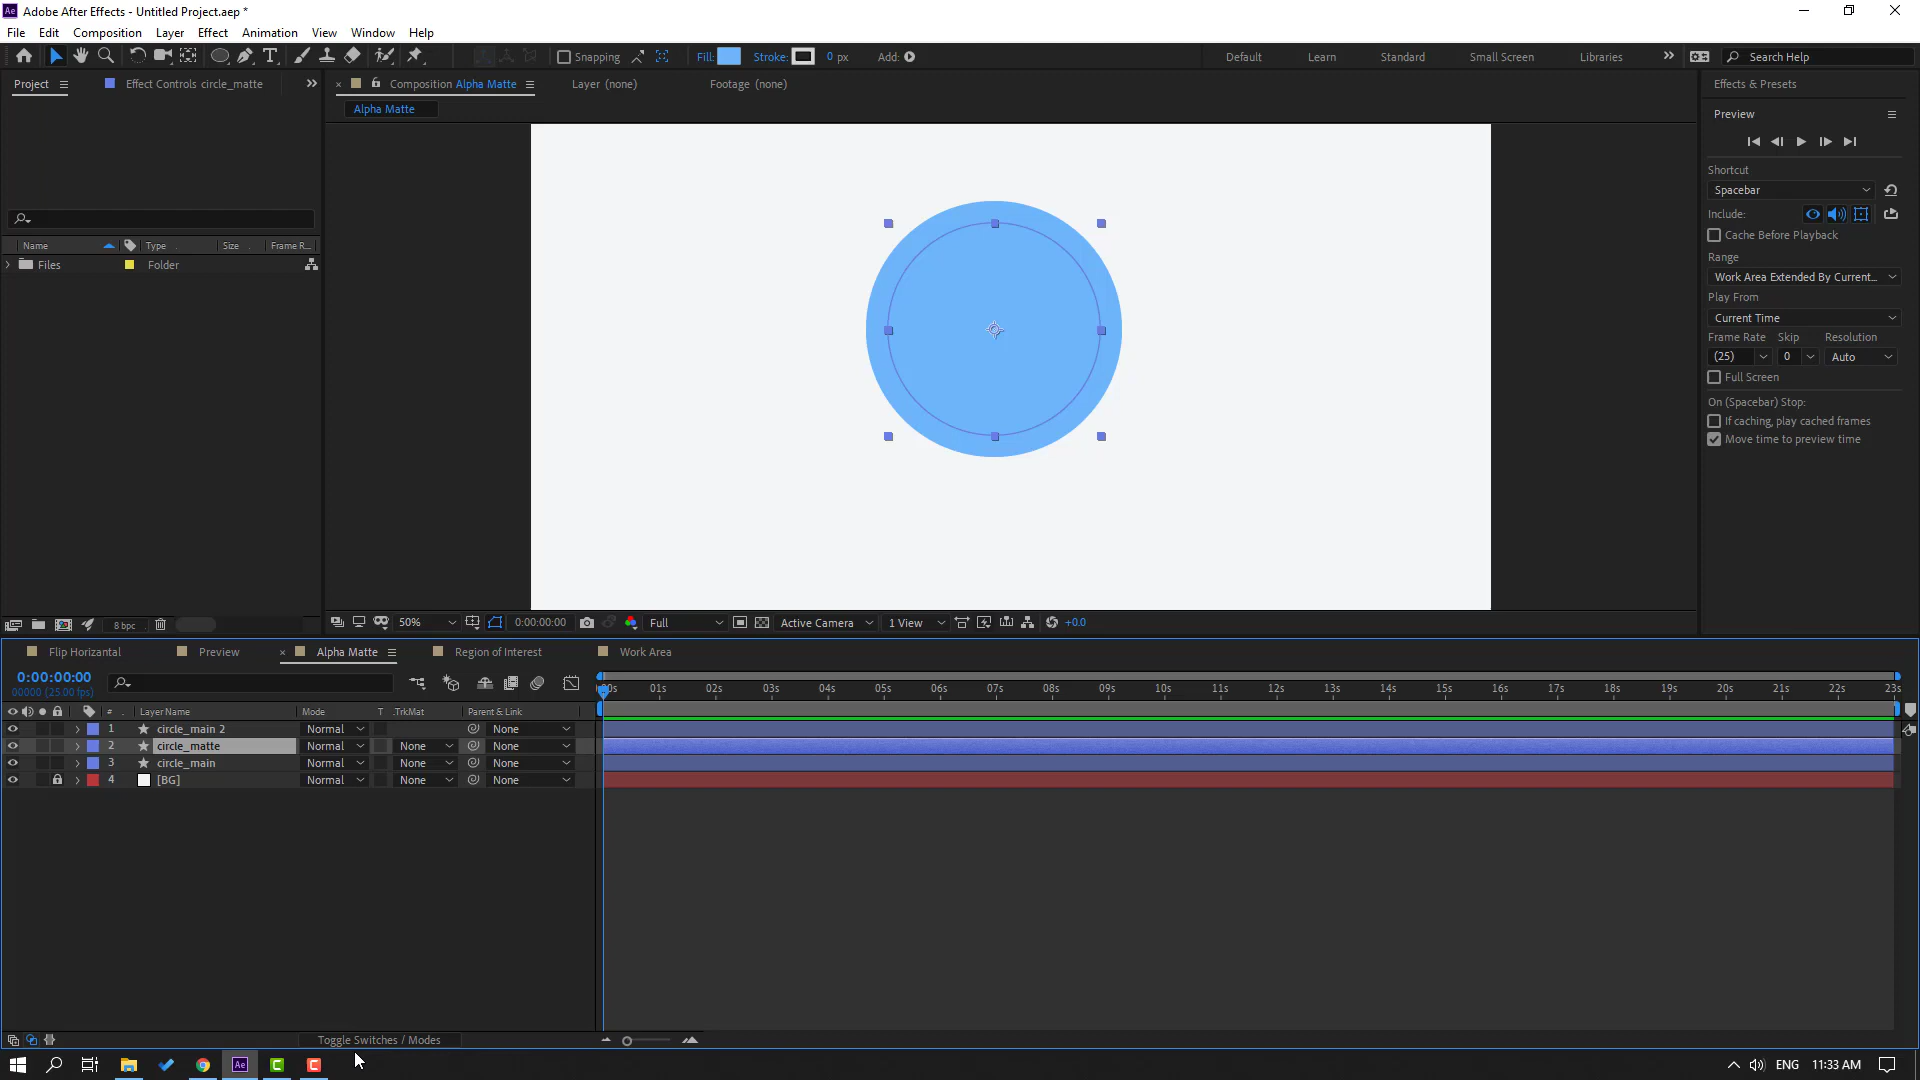 Adobe After Effects - Untitled Project.aep *
File Edit Composition Layer Effect Animation View Window Help
Snapping Fill: Stroke: 0 px Add: Default Learn Standard Small Screen Libraries Search Help
Project Effect Controls circle_matte
Composition Alpha Matte Layer (none) Footage (none)
Effects & Presets
Alpha Matte
Preview
Shortcut
Spacebar
Include:
Cache Before Playback
Range
Work Area Extended By Current...
Play From
Current Time
Frame Rate Skip Resolution
(25) 0 Auto
Full Screen
On (Spacebar) Stop:
If caching, play cached frames
Move time to preview time
Name Type Size Frame R...
Files Folder
8 bpc
50% 0:00:00:00 Full Active Camera 1 View +0.0
Flip Horizantal Preview Alpha Matte Region of Interest Work Area
0:00:00:00
00000 (25.00 fps)
01s 02s 03s 04s 05s 06s 07s 08s 09s 10s 11s 12s 13s 14s 15s 16s 17s 18s 19s 20s 21s 22s 23s
# Layer Name Mode T .TrkMat Parent & Link
1 circle_main 2 Normal None
2 circle_matte Normal None None
3 circle_main Normal None None
4 [BG] Normal None None
Toggle Switches / Modes
Ae ENG 11:33 AM